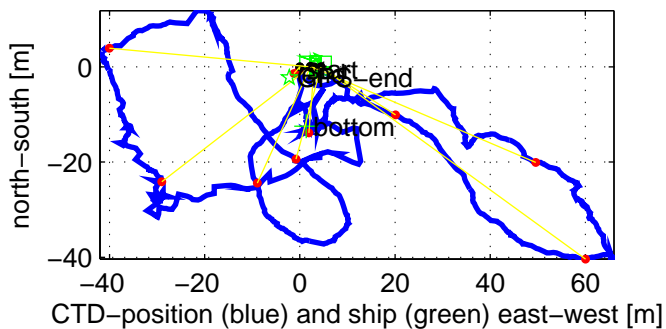 0
−20
−40
north−south [m]
GPS−end
bottom
−40
−20
0
20
40
60
CTD−position (blue) and ship (green) east−west [m]